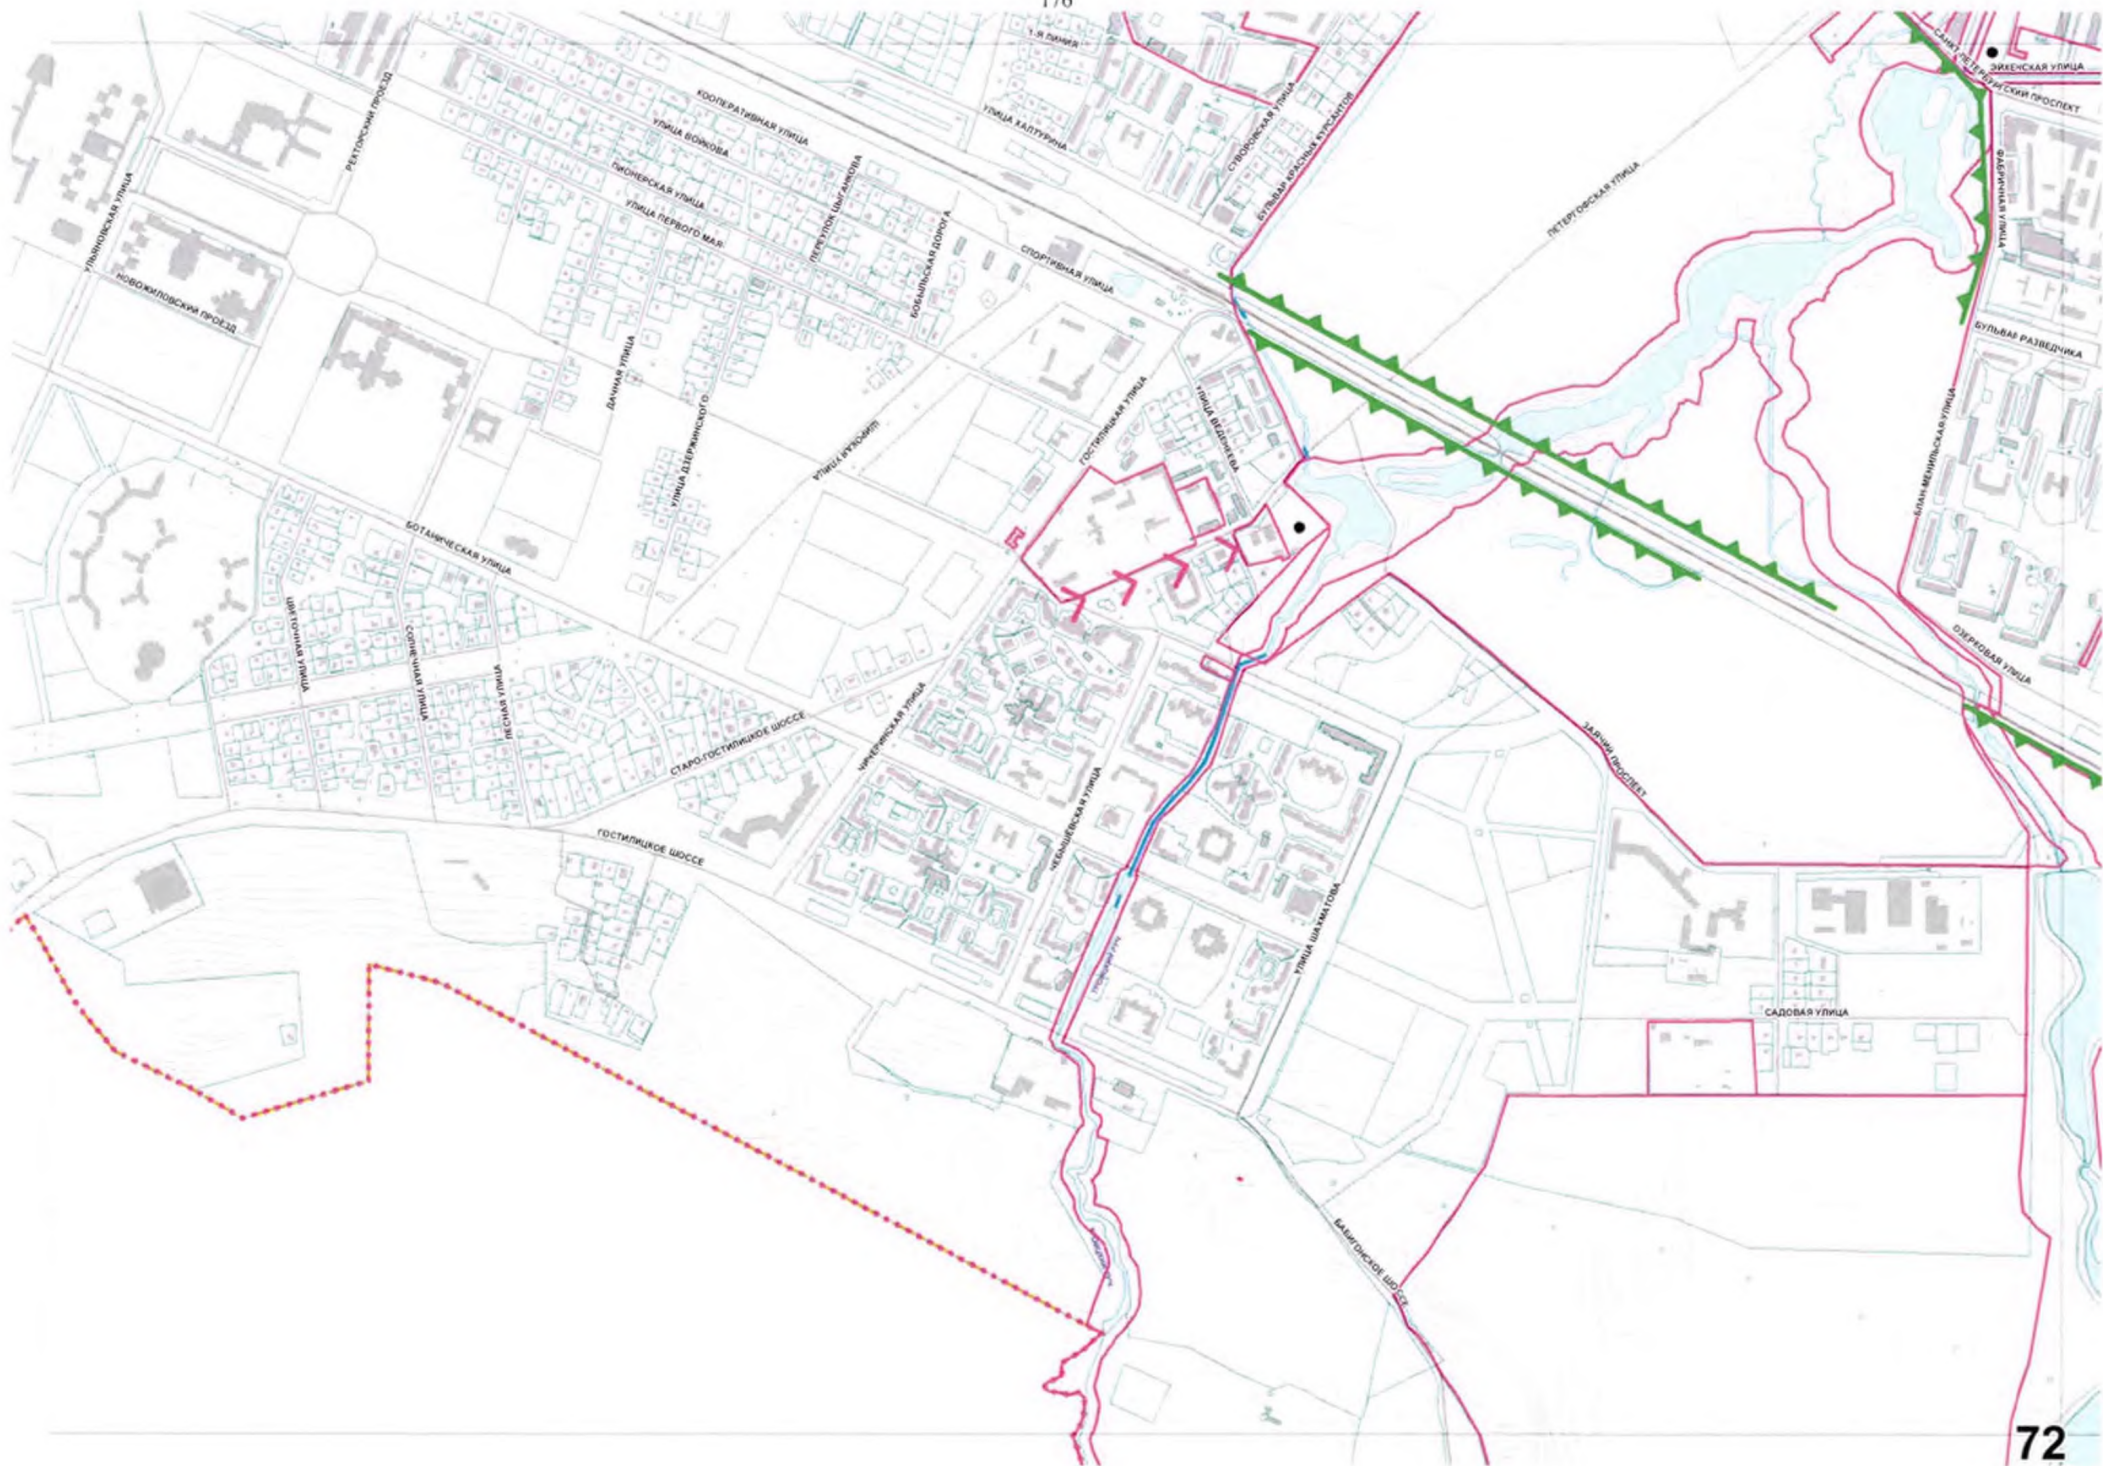 176
1-Я ЛИНИЯ
САНКТ-ПЕТЕРБУРГСКИЙ ПРОСПЕКТ
ЭЙХЕНСКАЯ УЛИЦА
РЕКТОРСКИЙ ПРОЕЗД
КООПЕРАТИВНАЯ УЛИЦА
УЛИЦА ХАЛТУРИНА
СУВОРОВСКАЯ УЛИЦА
БУЛЬВАР КРАСНЫХ КУРСАНТОВ
УЛИЦА ВОЙКОВА
ПИОНЕРСКАЯ УЛИЦА
УЛИЦА ПЕРВОГО МАЯ
ПЕРЕУЛОК ЦЫГАНКОВА
БОБЫЛЬСКАЯ ДОРОГА
СПОРТИВНАЯ УЛИЦА
ПЕТЕРГОФСКАЯ УЛИЦА
ФАБРИЧНАЯ УЛИЦА
УЛЬЯНОВСКАЯ УЛИЦА
НОВОЖИЛОВСКИЙ ПРОЕЗД
БУЛЬВАР РАЗВЕДЧИКА
ДАЧНАЯ УЛИЦА
УЛИЦА ДЗЕРЖИНСКОГО
ШИРОКАЯ УЛИЦА
ГОСТИЛИЦКАЯ УЛИЦА
УЛИЦА ВЕДЕНЕЕВА
БЛАН-МЕНИЛЬСКАЯ УЛИЦА
БОТАНИЧЕСКАЯ УЛИЦА
ЦВЕТОЧНАЯ УЛИЦА
СОЛНЕЧНАЯ УЛИЦА
ЛЕСНАЯ УЛИЦА
ОЗЕРКОВАЯ УЛИЦА
СТАРО-ГОСТИЛИЦКОЕ ШОССЕ
ЧИЧЕРИНСКАЯ УЛИЦА
ЗАЯЧИЙ ПРОСПЕКТ
ЧЕБЫШЁВСКАЯ УЛИЦА
ГОСТИЛИЦКОЕ ШОССЕ
УЛИЦА ШАХМАТОВА
САДОВАЯ УЛИЦА
БАБИГОНСКОЕ ШОССЕ
72